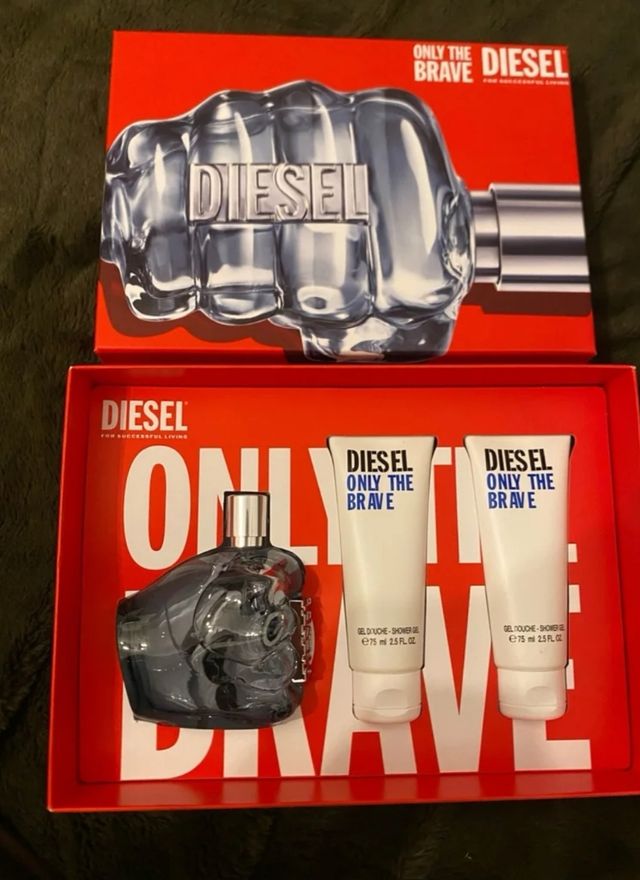 ONLY THE
BRAVE
DIESEL
FOR SUCCESSFUL LIVING
DIESEL
DIESEL
FOR SUCCESSFUL LIVING
ONLY THE
BRAVE
DIESEL
ONLY THE
BRAVE
GEL DOUCHE - SHOWER GEL
℮ 75 ml 2.5 FL. OZ.
DIESEL
ONLY THE
BRAVE
GEL DOUCHE - SHOWER GEL
℮ 75 ml 2.5 FL. OZ.